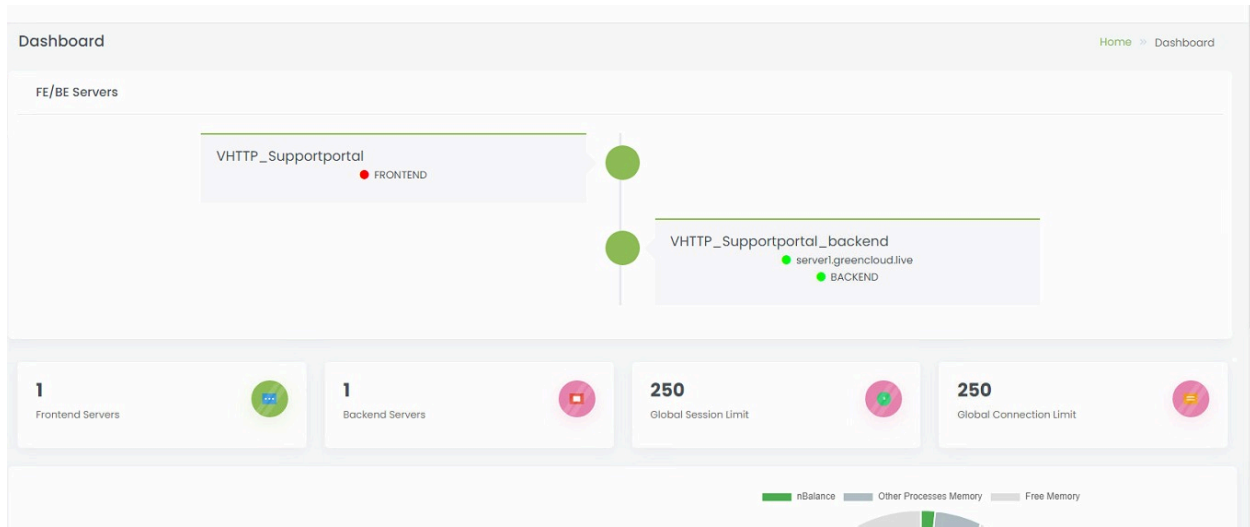 Dashboard
Home » Dashboard
FE/BE Servers
VHTTP_Supportportal
FRONTEND
VHTTP_Supportportal_backend
server1.greencloud.live
BACKEND
1
Frontend Servers
1
Backend Servers
250
Global Session Limit
250
Global Connection Limit
nBalance
Other Processes Memory
Free Memory